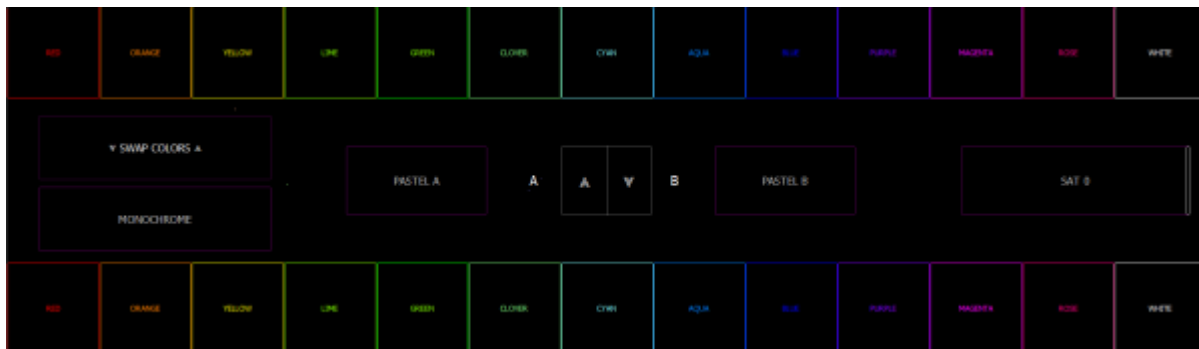 RED ORANGE YELLOW LIME GREEN CLOVER CYAN AQUA BLUE PURPLE MAGENTA ROSE WHITE
▼ SWAP COLORS ▲
PASTEL A A ▲ ▼ B PASTEL B SAT 0
MONOCHROME
RED ORANGE YELLOW LIME GREEN CLOVER CYAN AQUA BLUE PURPLE MAGENTA ROSE WHITE